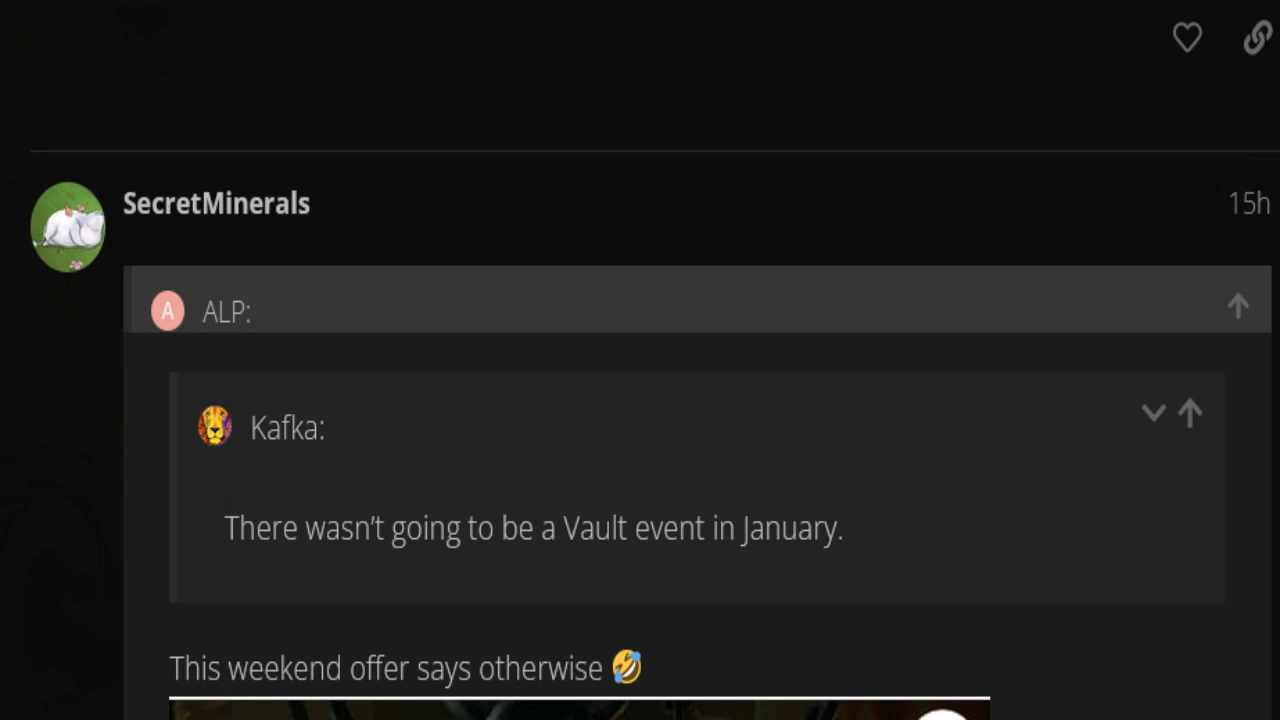 SecretMinerals
15h
A
ALP:
Kafka:
There wasn’t going to be a Vault event in January.
This weekend offer says otherwise 🤣